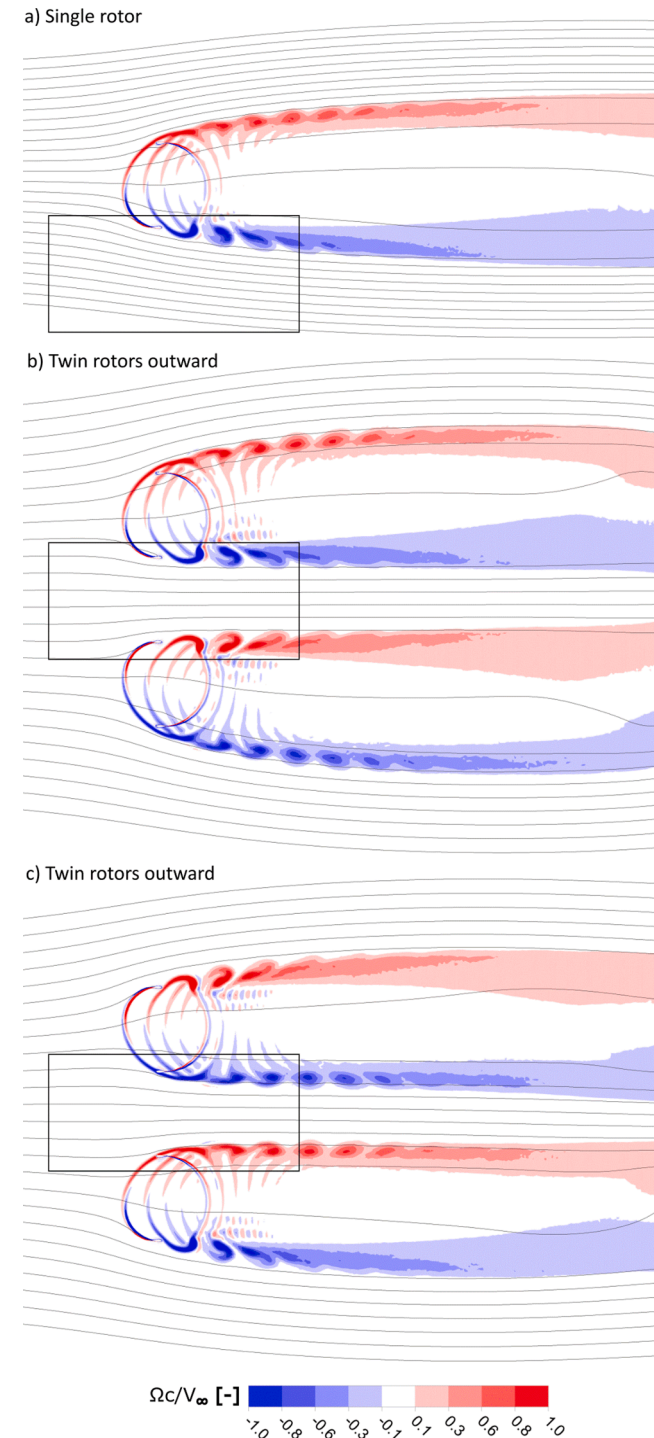 a) Single rotor
b) Twin rotors outward
c) Twin rotors outward
Ωc/V∞ [-]
-1.0 -0.8 -0.6 -0.3 -0.1 0.1 0.3 0.6 0.8 1.0